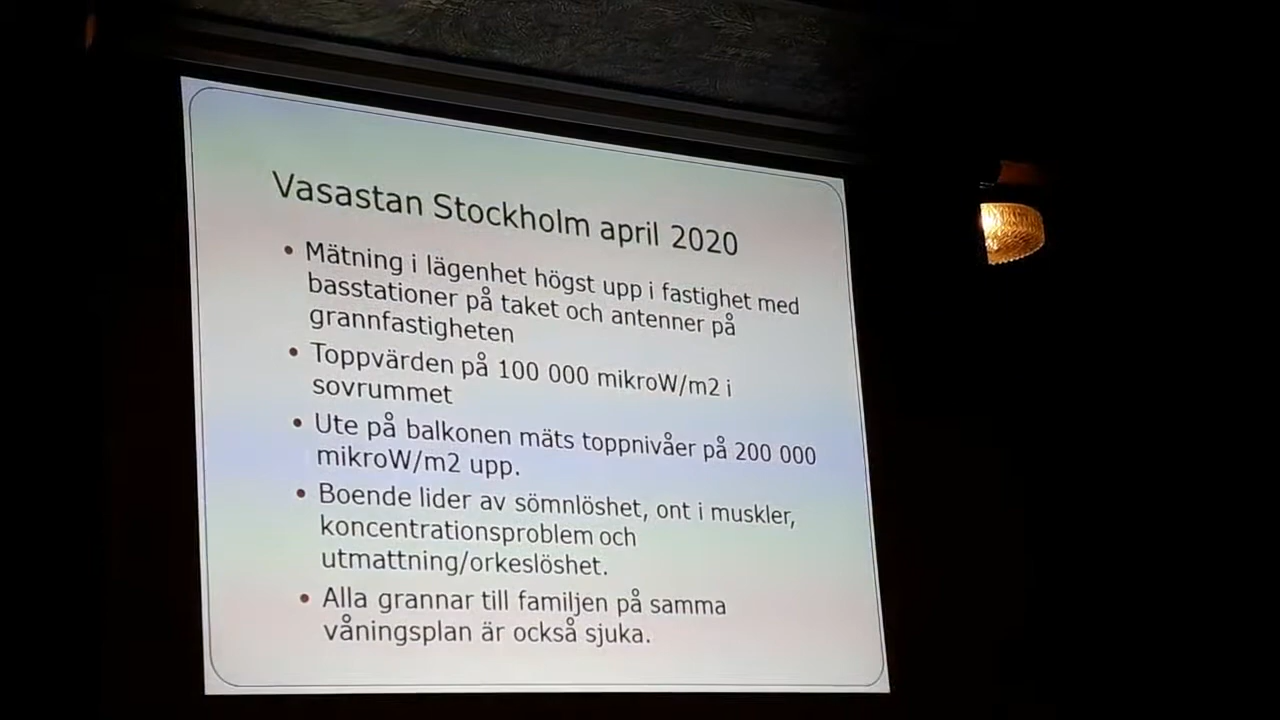 Vasastan Stockholm april 2020
• Mätning i lägenhet högst upp i fastighet med
basstationer på taket och antenner på
grannfastigheten
• Toppvärden på 100 000 mikroW/m2 i
sovrummet
• Ute på balkonen mäts toppnivåer på 200 000
mikroW/m2 upp.
• Boende lider av sömnlöshet, ont i muskler,
koncentrationsproblem och
utmattning/orkeslöshet.
• Alla grannar till familjen på samma
våningsplan är också sjuka.